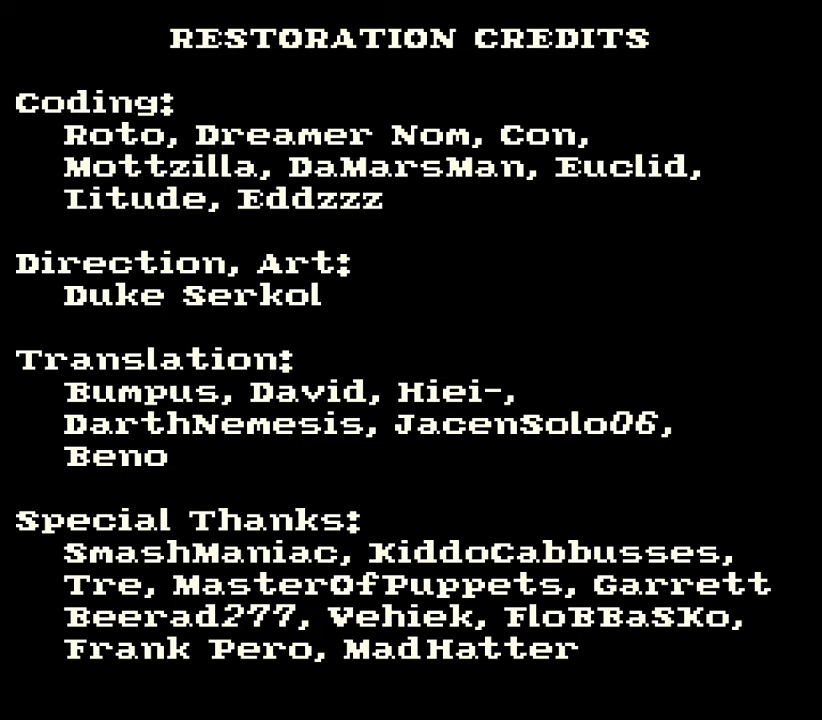 RESTORATION CREDITS
Coding:
Roto, Dreamer Nom, Con,
Mottzilla, DaMarsMan, Euclid,
Iitude, Eddzzz
Direction, Art:
Duke Serkol
Translation:
Bumpus, David, Hiei-,
DarthNemesis, JacenSolo06,
Beno
Special Thanks:
SmashManiac, KiddoCabbusses,
Tre, MasterOfPuppets, Garrett
Beerad277, Vehiek, FloBBaSKo,
Frank Pero, MadHatter